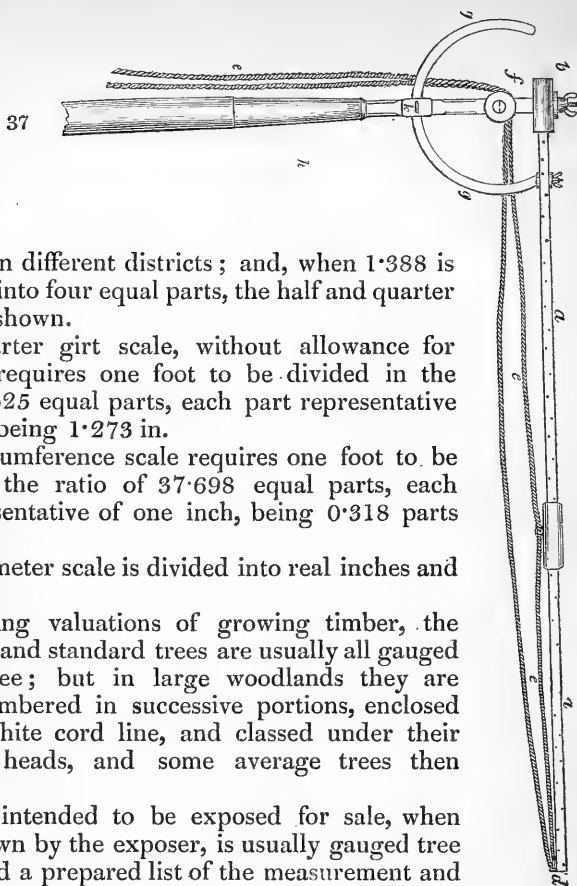 37
g
b
e
f
k
g
h
a
e
e
a
e
d
n different districts; and, when 1·388 is
into four equal parts, the half and quarter
shown.
rter girt scale, without allowance for
requires one foot to be divided in the
25 equal parts, each part representative
being 1·273 in.
umference scale requires one foot to be
the ratio of 37·698 equal parts, each
sentative of one inch, being 0·318 parts
meter scale is divided into real inches and
ng valuations of growing timber, the
and standard trees are usually all gauged
ee; but in large woodlands they are
mbered in successive portions, enclosed
hite cord line, and classed under their
heads, and some average trees then
intended to be exposed for sale, when
wn by the exposer, is usually gauged tree
d a prepared list of the measurement and